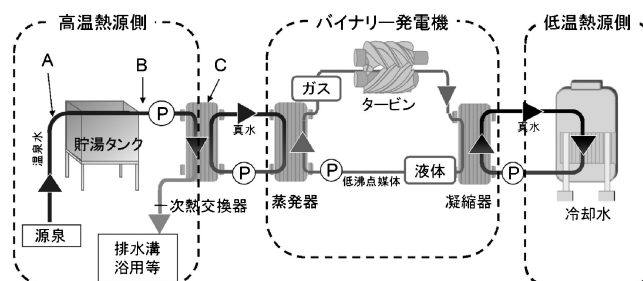 高温熱源側
バイナリー発電機
低温熱源側
A
B
C
P
ガス
タービン
貯湯タンク
温泉水
真水
真水
P
P
低沸点媒体
液体
P
一次熱交換器
蒸発器
凝縮器
冷却水
源泉
排水溝
浴用等